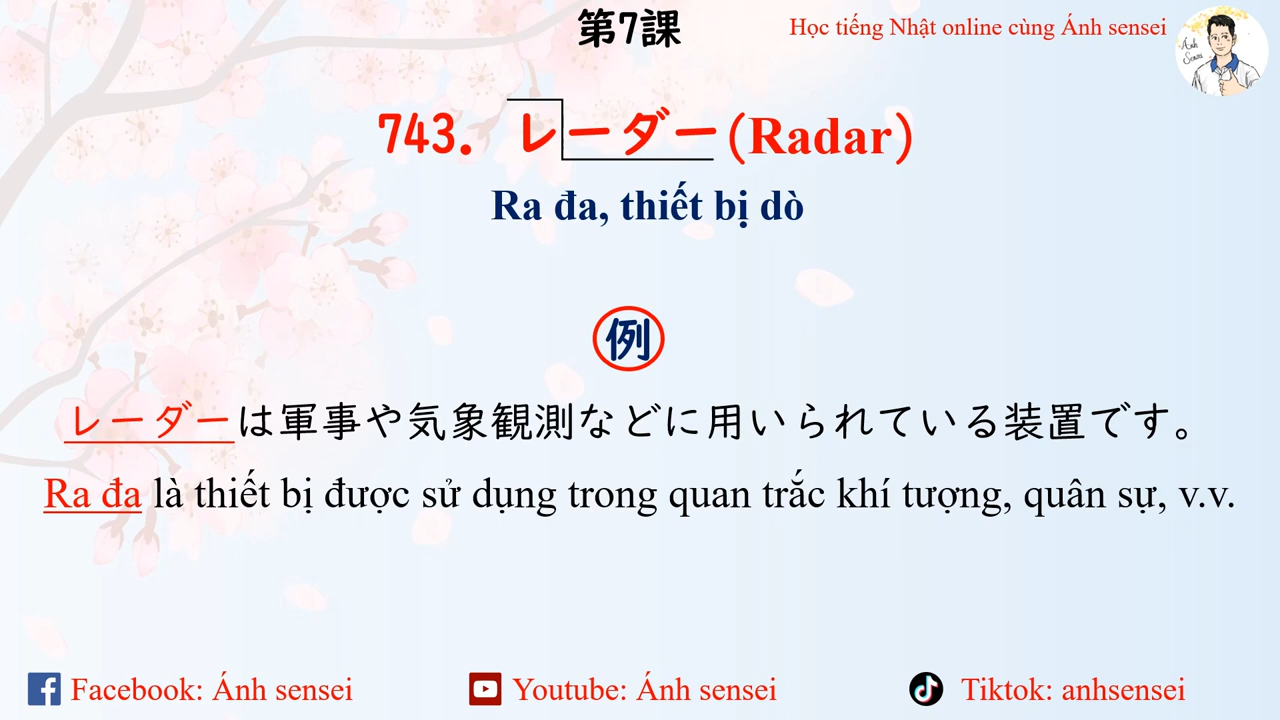 第7課
Học tiếng Nhật online cùng Ánh sensei
Ánh
Sensei
743. レーダー(Radar)
Ra đa, thiết bị dò
例
レーダーは軍事や気象観測などに用いられている装置です。
Ra đa là thiết bị được sử dụng trong quan trắc khí tượng, quân sự, v.v.
Facebook: Ánh sensei
Youtube: Ánh sensei
Tiktok: anhsensei